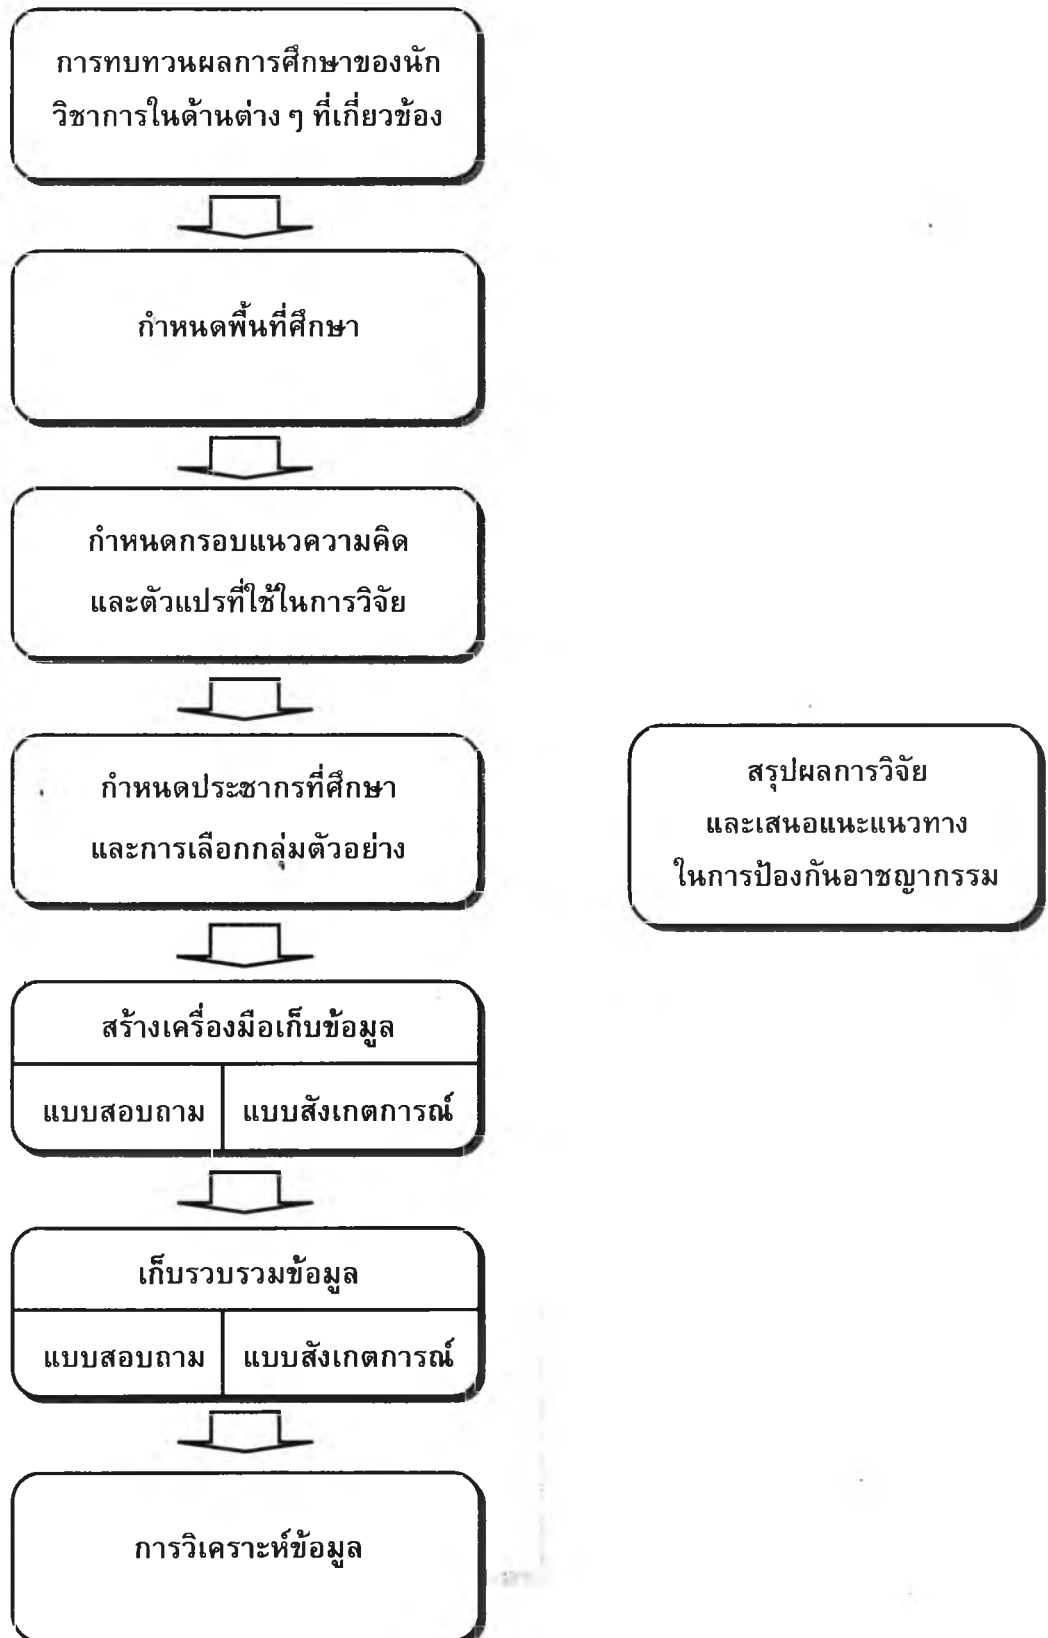 การทบทวนผลการศึกษาของนัก
วิชาการในด้านต่าง ๆ ที่เกี่ยวข้อง
กำหนดพื้นที่ศึกษา
กำหนดกรอบแนวความคิด
และตัวแปรที่ใช้ในการวิจัย
กำหนดประชากรที่ศึกษา
และการเลือกกลุ่มตัวอย่าง
สร้างเครื่องมือเก็บข้อมูล
แบบสอบถาม
แบบสังเกตการณ์
เก็บรวบรวมข้อมูล
แบบสอบถาม
แบบสังเกตการณ์
การวิเคราะห์ข้อมูล
สรุปผลการวิจัย
และเสนอแนะแนวทาง
ในการป้องกันอาชญากรรม